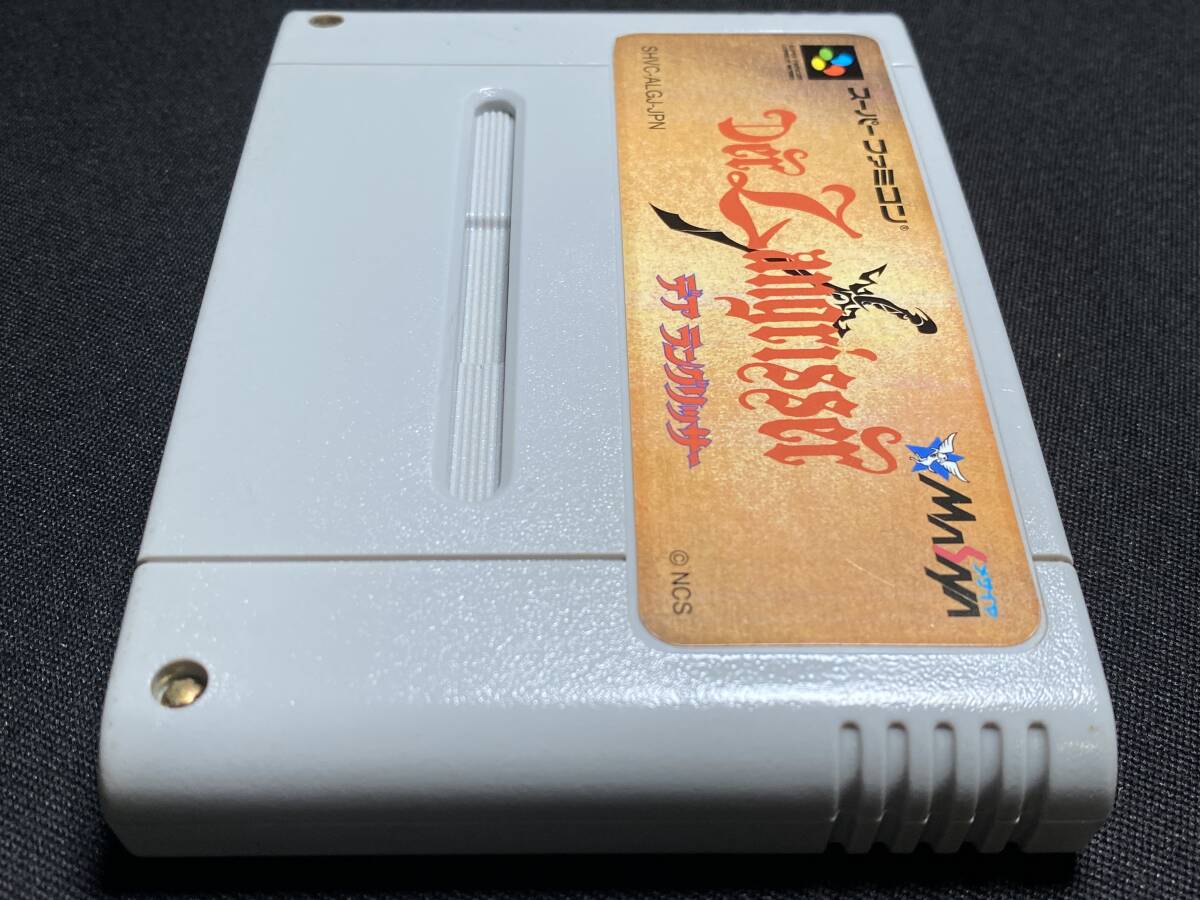 スーパーファミコン®
SHVC-ALGJ-JPN
Der Langrisser
デア ラングリッサー
MASAYA
メサイヤ
© NCS